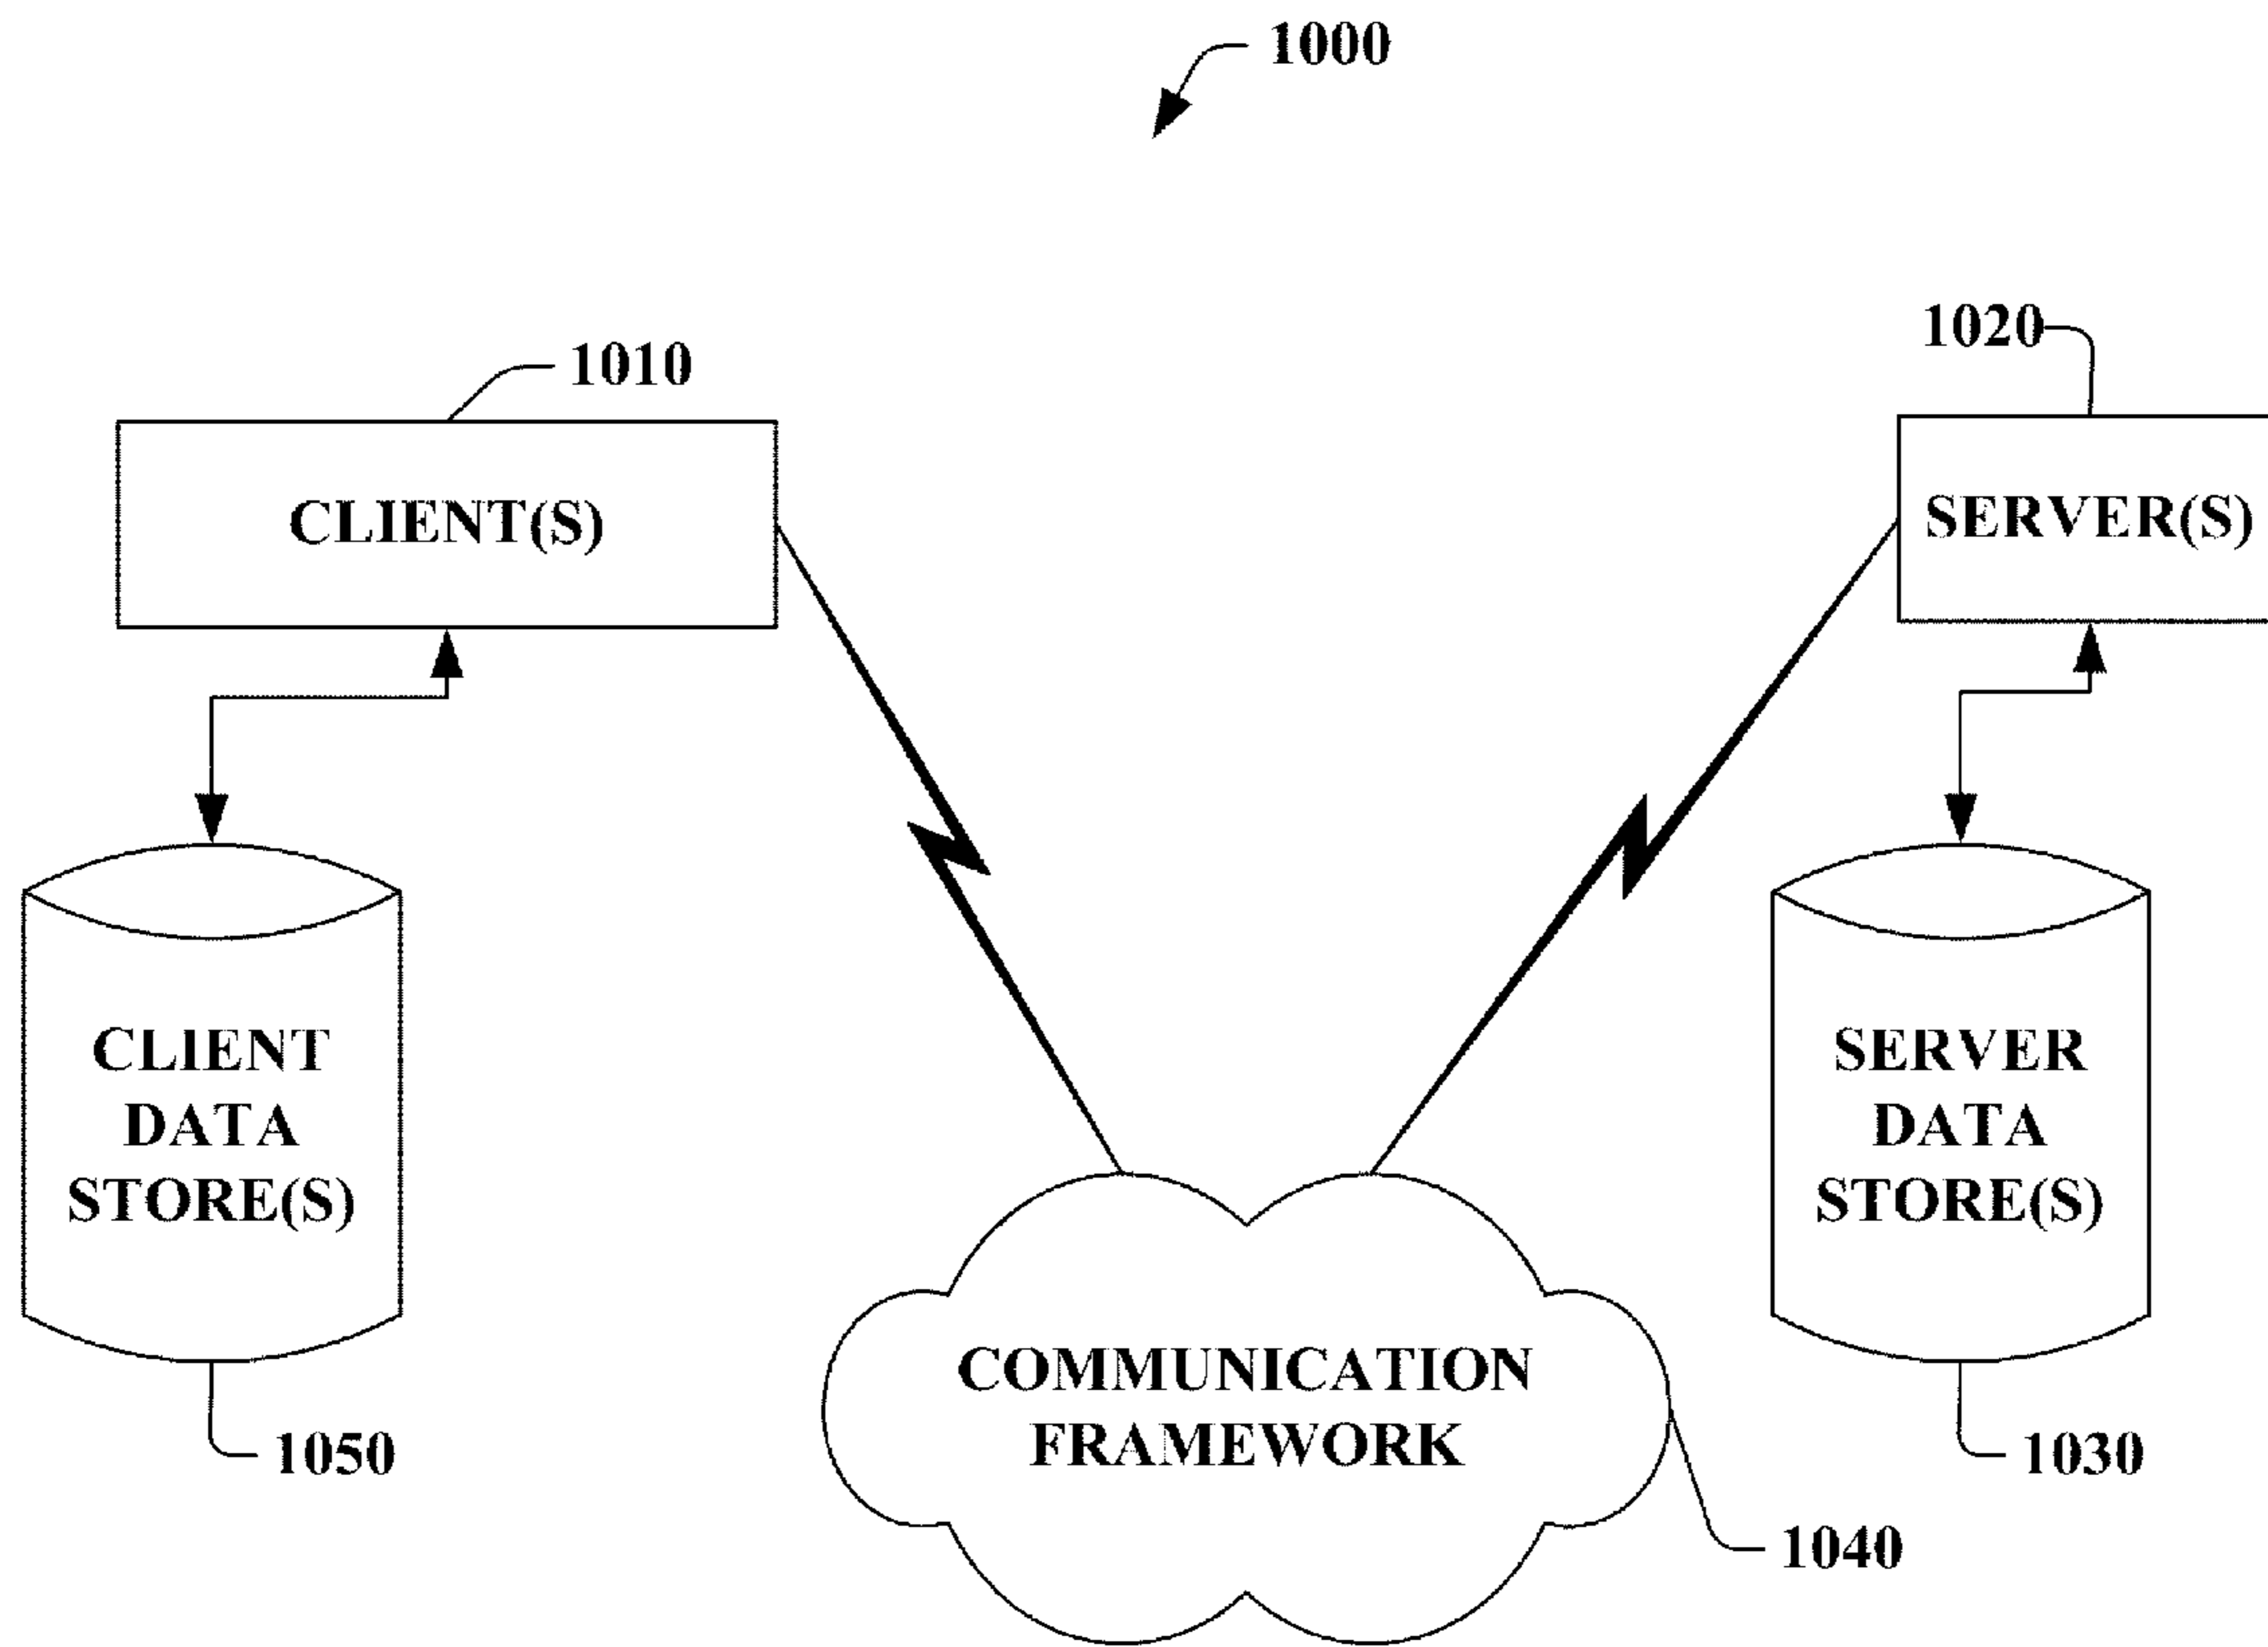 1000
1010
1020
CLIENT(S)
SERVER(S)
CLIENT
DATA
STORE(S)
SERVER
DATA
STORE(S)
COMMUNICATION
FRAMEWORK
1050
1030
1040